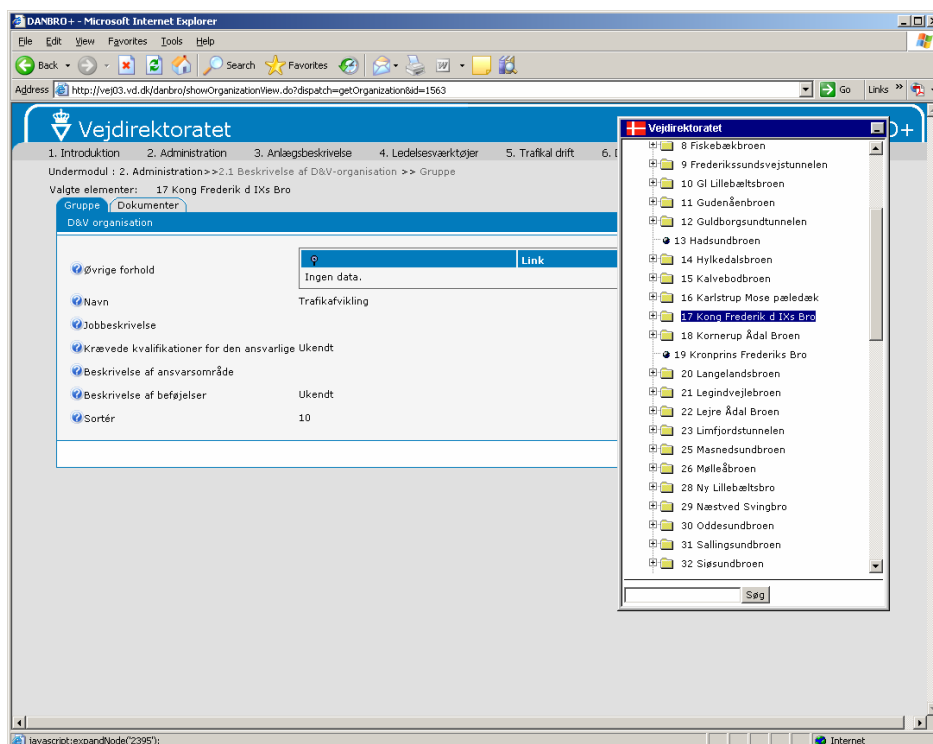 DANBRO+ - Microsoft Internet Explorer
File Edit View Favorites Tools Help
Back Search Favorites
Address http://vej03.vd.dk/danbro/showOrganizationView.do?dispatch=getOrganization&id=1563 Go Links »
Vejdirektoratet
1. Introduktion 2. Administration 3. Anlægsbeskrivelse 4. Ledelsesværktøjer 5. Trafikal drift 6.
Undermodul : 2. Administration>>2.1 Beskrivelse af D&V-organisation >> Gruppe
Valgte elementer: 17 Kong Frederik d IXs Bro
Gruppe Dokumenter
D&V organisation
Øvrige forhold
Link
Ingen data.
Navn Trafikafvikling
Jobbeskrivelse
Krævede kvalifikationer for den ansvarlige Ukendt
Beskrivelse af ansvarsområde
Beskrivelse af beføjelser Ukendt
Sortér 10
Vejdirektoratet
8 Fiskebækbroen
9 Frederikssundsvejstunnelen
10 Gl Lillebæltsbroen
11 Gudenåenbroen
12 Guldborgsundtunnelen
13 Hadsundbroen
14 Hylkedalsbroen
15 Kalvebodbroen
16 Karlstrup Mose pæledæk
17 Kong Frederik d IXs Bro
18 Kornerup Ådal Broen
19 Kronprins Frederiks Bro
20 Langelandsbroen
21 Legindvejlebroen
22 Lejre Ådal Broen
23 Limfjordstunnelen
25 Masnedsundbroen
26 Mølleåbroen
28 Ny Lillebæltsbro
29 Næstved Svingbro
30 Oddesundbroen
31 Sallingsundbroen
32 Siøsundbroen
Søg
javascript:expandNode('2395'); Internet